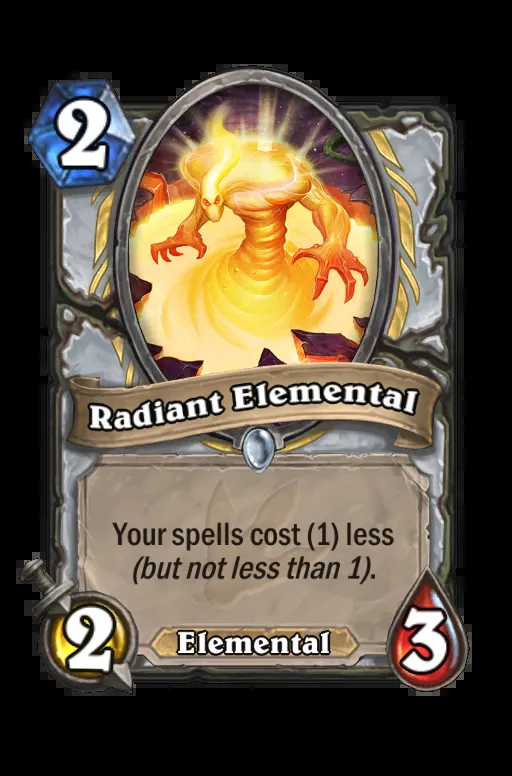 2
Radiant Elemental
Your spells cost (1) less
(but not less than 1).
2
Elemental
3